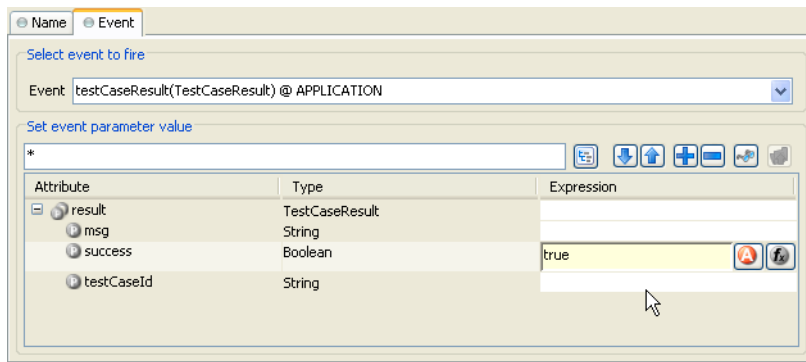 Name Event
Select event to fire
Event testCaseResult(TestCaseResult) @ APPLICATION
Set event parameter value
*
Attribute Type Expression
result TestCaseResult
P msg String
P success Boolean true A fx
P testCaseId String